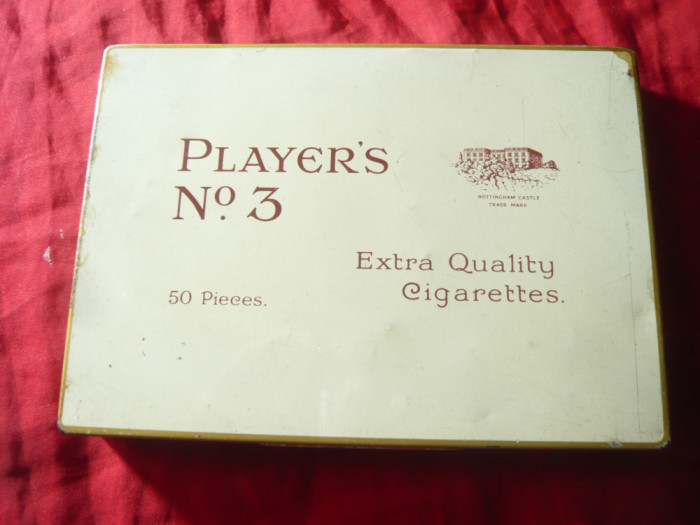 PLAYER'S
Nº 3
NOTTINGHAM CASTLE
TRADE MARK
Extra Quality
Cigarettes.
50 Pieces.